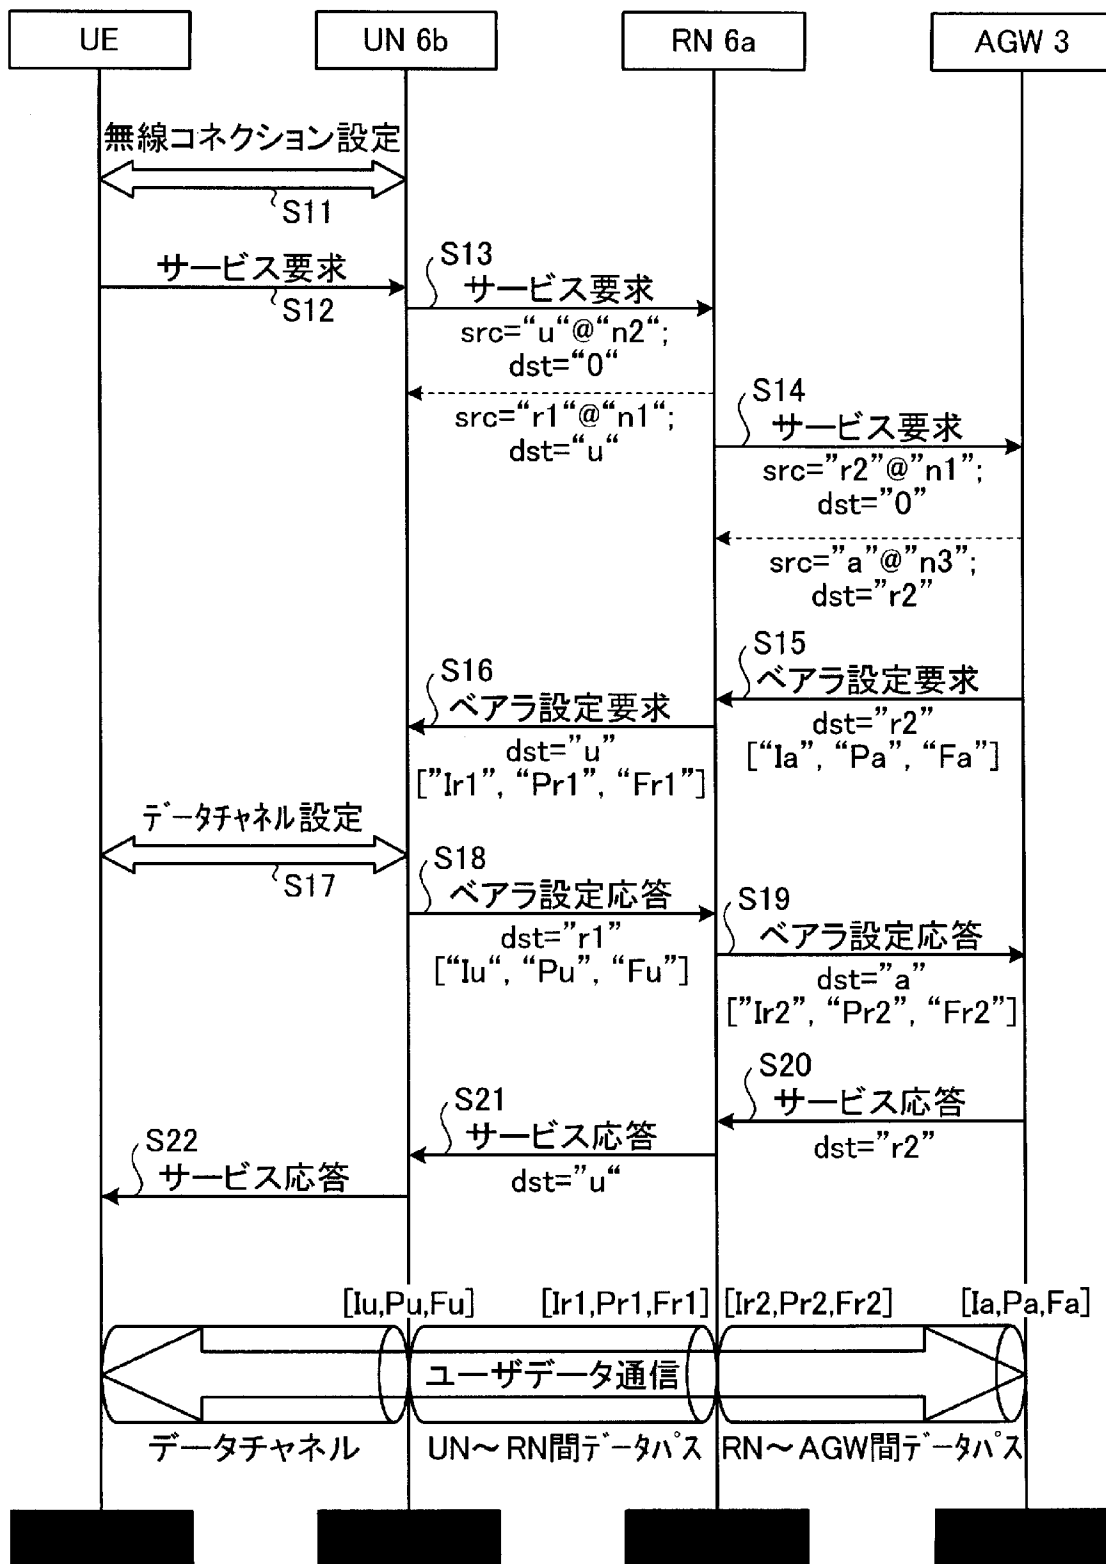 UE
UN 6b
RN 6a
AGW 3
無線コネクション設定
S11
サービス要求
S12
S13
サービス要求
src=“u“@“n2“;
dst=“0“
src=“r1“@“n1“;
dst=“u“
S14
サービス要求
src=”r2”@”n1”;
dst=”0”
src=”a”@”n3”;
dst=”r2”
S15
ベアラ設定要求
dst=”r2”
[“Ia”, “Pa”, “Fa”]
S16
ベアラ設定要求
dst=”u”
[”Ir1”, “Pr1”, “Fr1”]
データチャネル設定
S17
S18
ベアラ設定応答
dst=”r1”
[“Iu“, “Pu”, “Fu”]
S19
ベアラ設定応答
dst=”a”
[”Ir2”, “Pr2”, “Fr2”]
S20
サービス応答
dst=”r2”
S21
サービス応答
dst=”u“
S22
サービス応答
[Iu,Pu,Fu]
[Ir1,Pr1,Fr1]
[Ir2,Pr2,Fr2]
[Ia,Pa,Fa]
ユーザデータ通信
データチャネル
UN～RN間データパス
RN～AGW間データパス